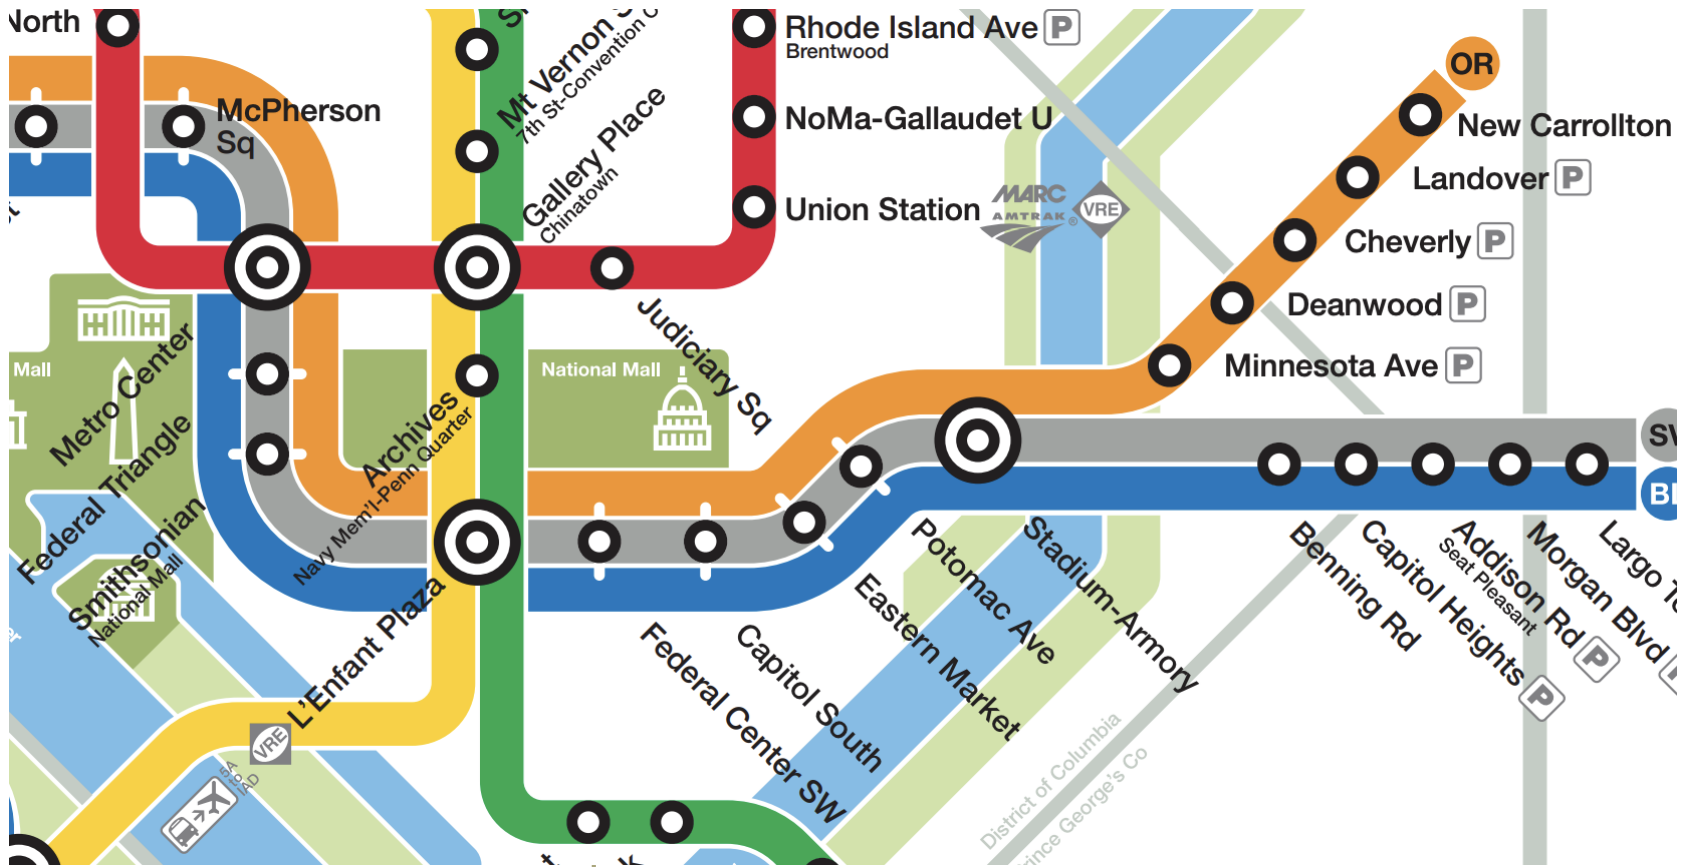 North
Rhode Island Ave P
Brentwood
OR
Mt Vernon
7th St-Convention
McPherson
Sq
NoMa-Gallaudet U
New Carrollton
Gallery Place
Chinatown
Landover P
Union Station
MARC
AMTRAK®
VRE
Cheverly P
Deanwood P
Minnesota Ave P
Mall
National Mall
Metro Center
Judiciary Sq
Archives
Navy Mem'l-Penn Quarter
Federal Triangle
Smithsonian
National Mall
L'Enfant Plaza
VRE
5A
to
IAD
Federal Center SW
Capitol South
Eastern Market
Potomac Ave
Stadium-Armory
Benning Rd
Capitol Heights P
Addison Rd P
Seat Pleasant
Morgan Blvd
Largo
District of Columbia
Prince George's Co